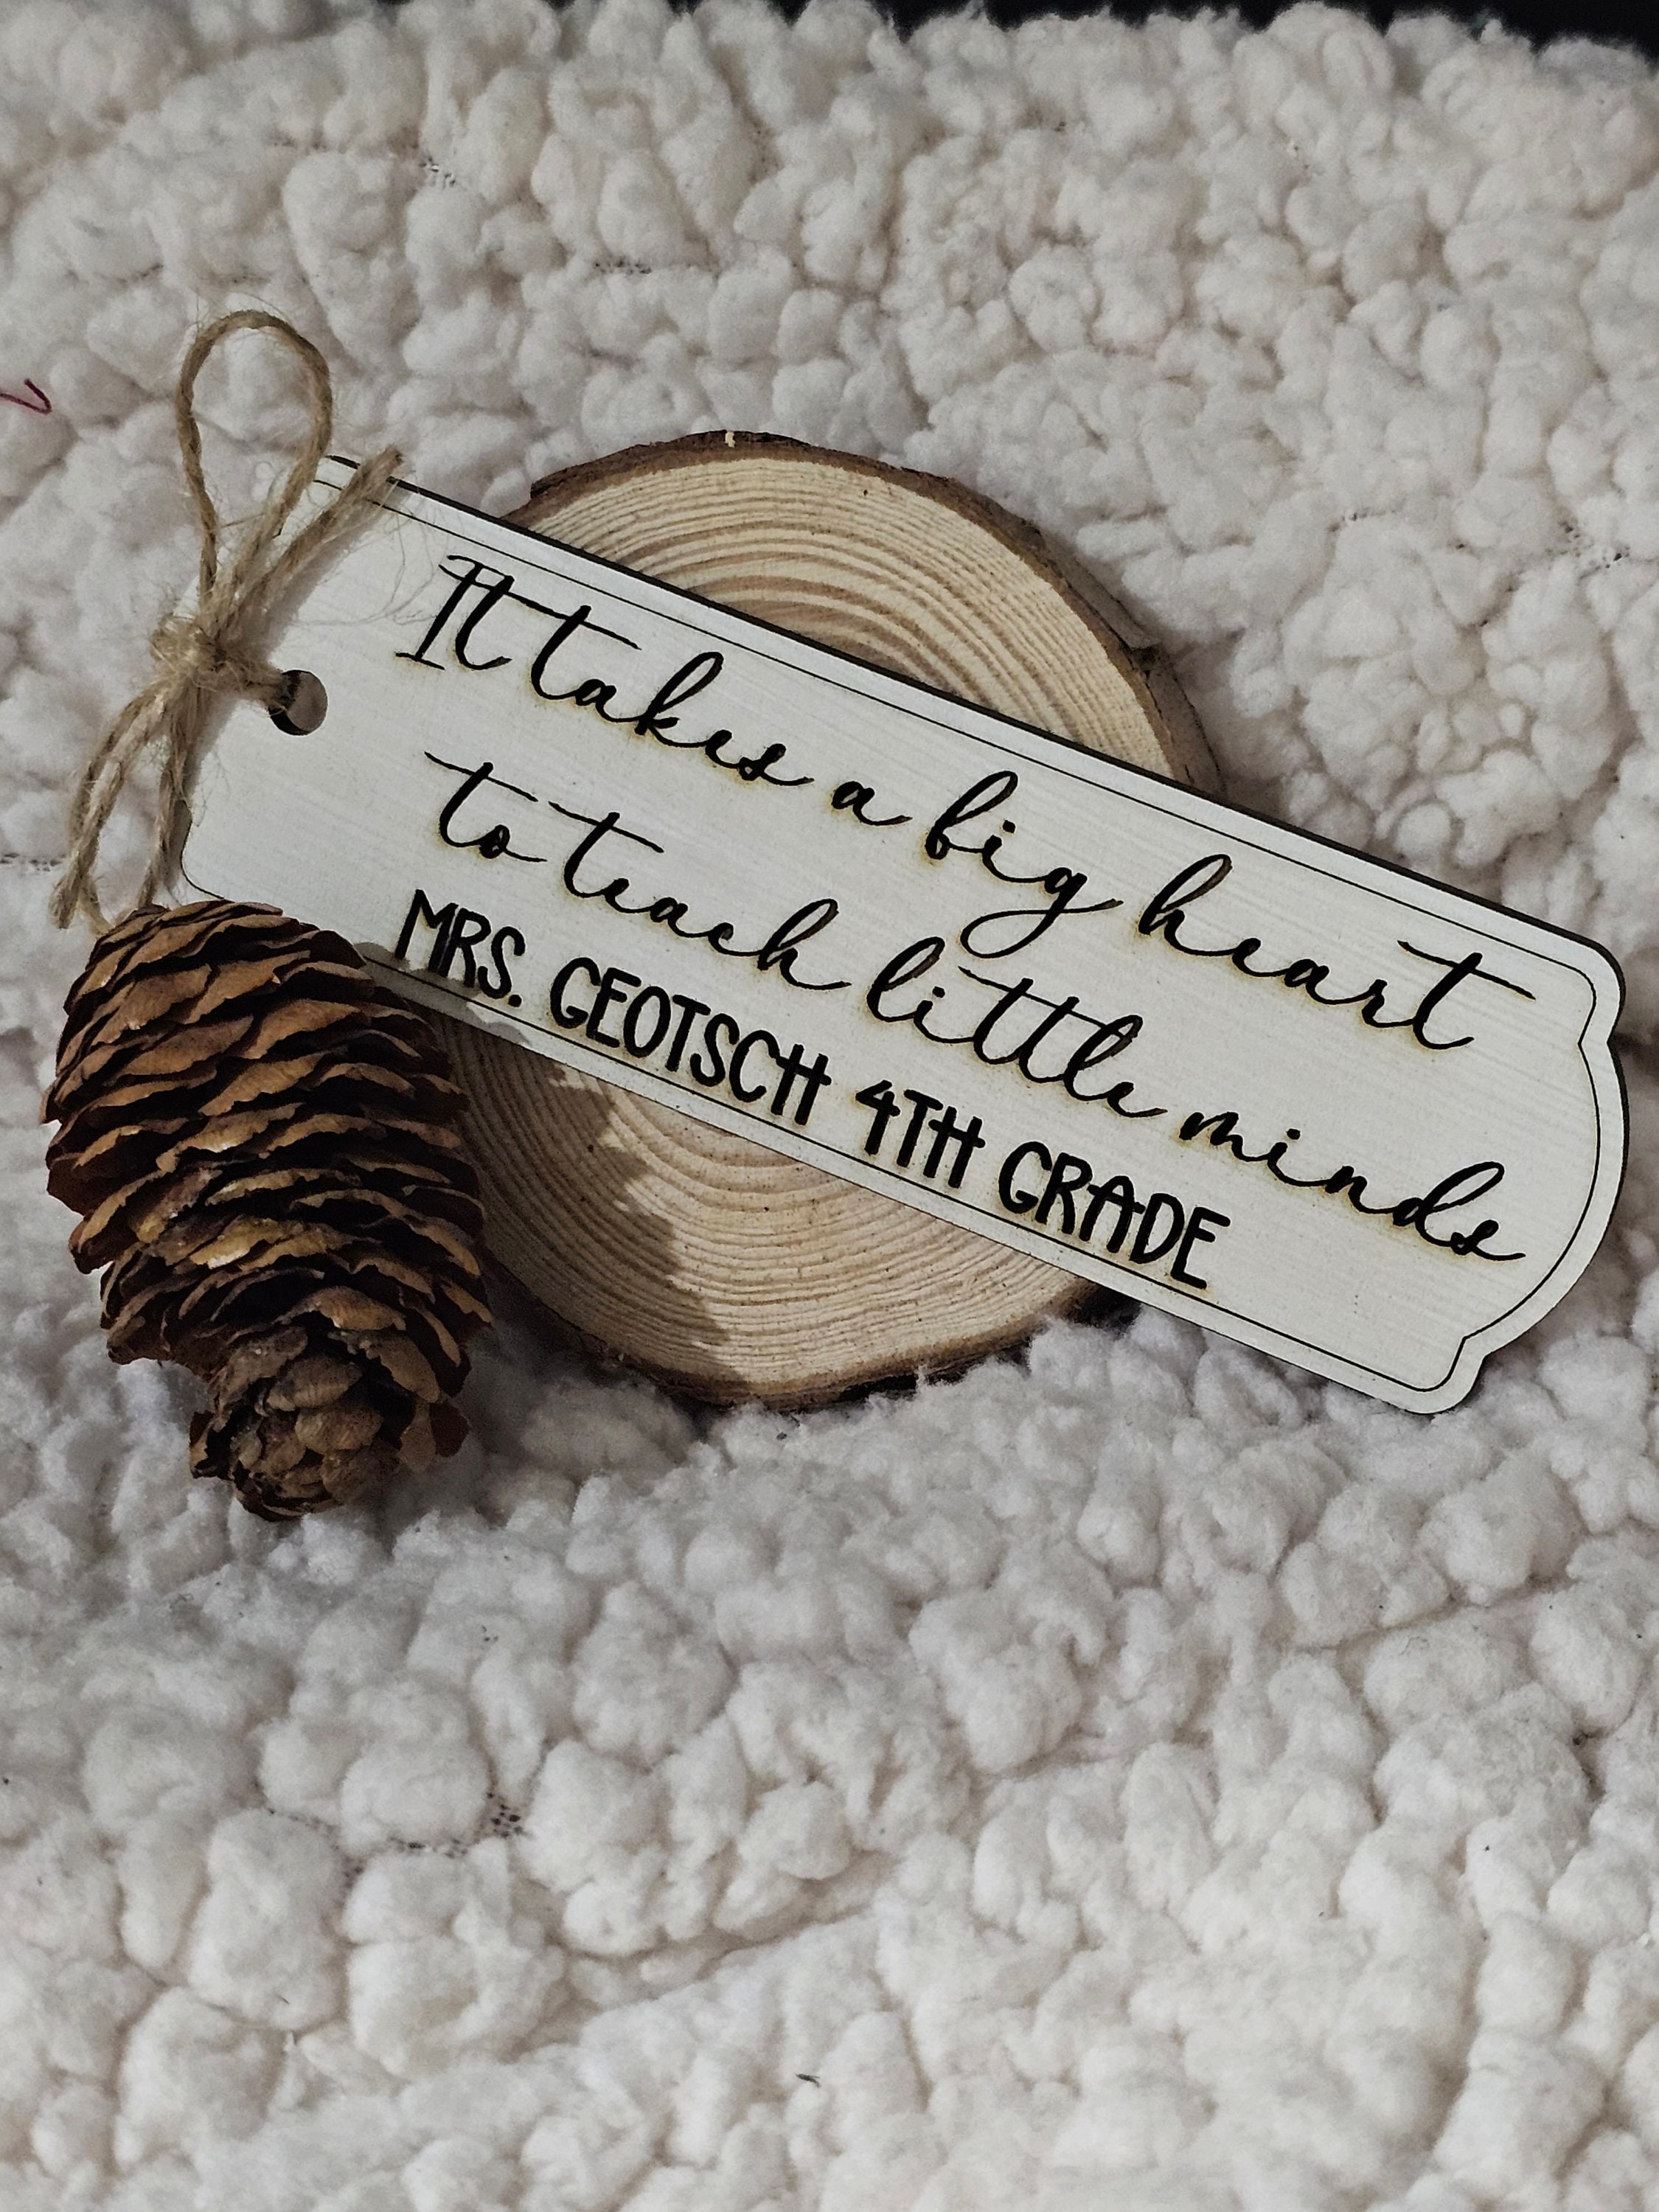 It takes a big heart
to teach little minds
MRS. GEOTSCH 4TH GRADE